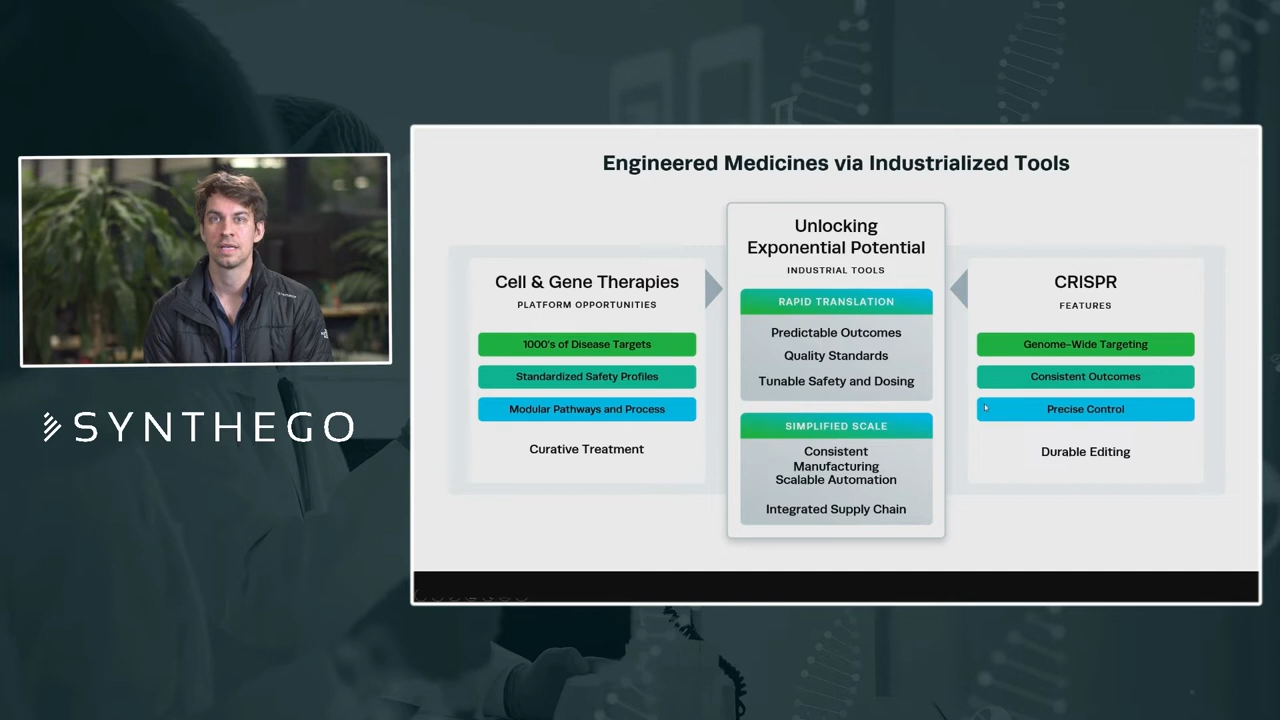 SYNTHEGO
Engineered Medicines via Industrialized Tools
Cell & Gene Therapies
PLATFORM OPPORTUNITIES
1000's of Disease Targets
Standardized Safety Profiles
Modular Pathways and Process
Curative Treatment
Unlocking
Exponential Potential
INDUSTRIAL TOOLS
RAPID TRANSLATION
Predictable Outcomes
Quality Standards
Tunable Safety and Dosing
SIMPLIFIED SCALE
Consistent
Manufacturing
Scalable Automation
Integrated Supply Chain
CRISPR
FEATURES
Genome-Wide Targeting
Consistent Outcomes
Precise Control
Durable Editing